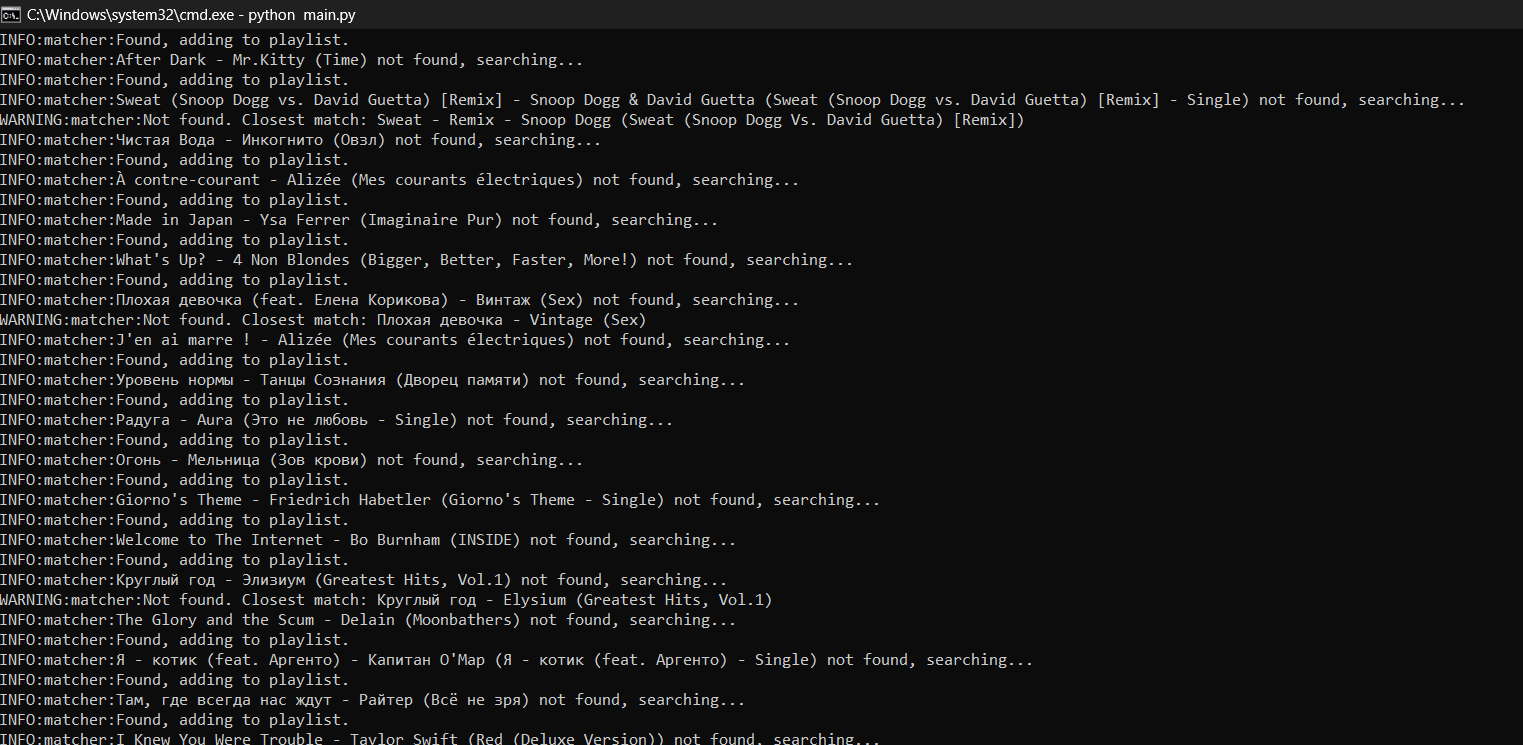 C:\Windows\system32\cmd.exe - python  main.py
INFO:matcher:Found, adding to playlist.
INFO:matcher:After Dark - Mr.Kitty (Time) not found, searching...
INFO:matcher:Found, adding to playlist.
INFO:matcher:Sweat (Snoop Dogg vs. David Guetta) [Remix] - Snoop Dogg & David Guetta (Sweat (Snoop Dogg vs. David Guetta) [Remix] - Single) not found, searching...
WARNING:matcher:Not found. Closest match: Sweat - Remix - Snoop Dogg (Sweat (Snoop Dogg Vs. David Guetta) [Remix])
INFO:matcher:Чистая Вода - Инкогнито (Овзл) not found, searching...
INFO:matcher:Found, adding to playlist.
INFO:matcher:À contre-courant - Alizée (Mes courants électriques) not found, searching...
INFO:matcher:Found, adding to playlist.
INFO:matcher:Made in Japan - Ysa Ferrer (Imaginaire Pur) not found, searching...
INFO:matcher:Found, adding to playlist.
INFO:matcher:What's Up? - 4 Non Blondes (Bigger, Better, Faster, More!) not found, searching...
INFO:matcher:Found, adding to playlist.
INFO:matcher:Плохая девочка (feat. Елена Корикова) - Винтаж (Sex) not found, searching...
WARNING:matcher:Not found. Closest match: Плохая девочка - Vintage (Sex)
INFO:matcher:J'en ai marre ! - Alizée (Mes courants électriques) not found, searching...
INFO:matcher:Found, adding to playlist.
INFO:matcher:Уровень нормы - Танцы Сознания (Дворец памяти) not found, searching...
INFO:matcher:Found, adding to playlist.
INFO:matcher:Радуга - Aura (Это не любовь - Single) not found, searching...
INFO:matcher:Found, adding to playlist.
INFO:matcher:Огонь - Мельница (Зов крови) not found, searching...
INFO:matcher:Found, adding to playlist.
INFO:matcher:Giorno's Theme - Friedrich Habetler (Giorno's Theme - Single) not found, searching...
INFO:matcher:Found, adding to playlist.
INFO:matcher:Welcome to The Internet - Bo Burnham (INSIDE) not found, searching...
INFO:matcher:Found, adding to playlist.
INFO:matcher:Круглый год - Элизиум (Greatest Hits, Vol.1) not found, searching...
WARNING:matcher:Not found. Closest match: Круглый год - Elysium (Greatest Hits, Vol.1)
INFO:matcher:The Glory and the Scum - Delain (Moonbathers) not found, searching...
INFO:matcher:Found, adding to playlist.
INFO:matcher:Я - котик (feat. Аргенто) - Капитан О'Мар (Я - котик (feat. Аргенто) - Single) not found, searching...
INFO:matcher:Found, adding to playlist.
INFO:matcher:Там, где всегда нас ждут - Райтер (Всё не зря) not found, searching...
INFO:matcher:Found, adding to playlist.
INFO:matcher:I Knew You Were Trouble - Taylor Swift (Red (Deluxe Version)) not found, searching...